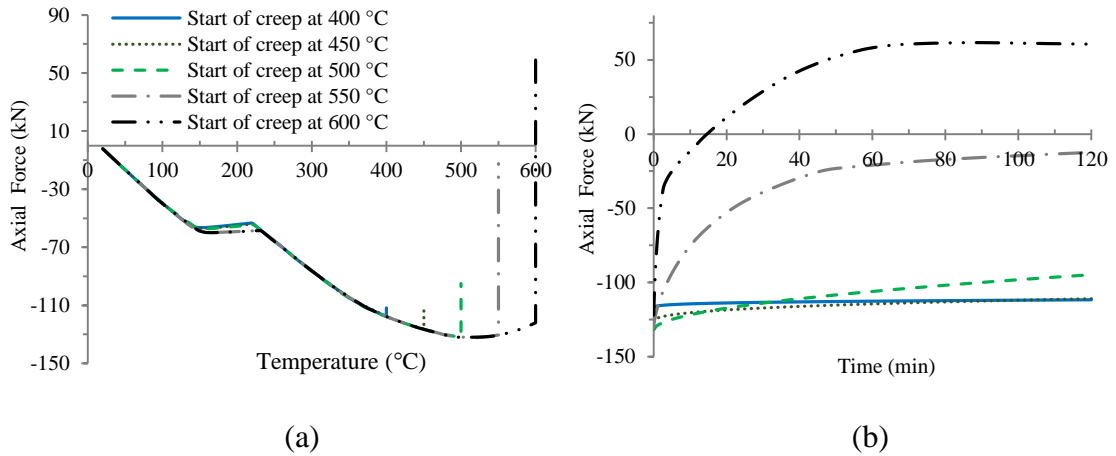 90
50
10
-30
-70
-110
-150
Axial Force (kN)
Start of creep at 400 °C
Start of creep at 450 °C
Start of creep at 500 °C
Start of creep at 550 °C
Start of creep at 600 °C
0 100 200 300 400 500 600
Temperature (°C)
(a)
50
0
-50
-100
-150
Axial Force (kN)
0 20 40 60 80 100 120
Time (min)
(b)